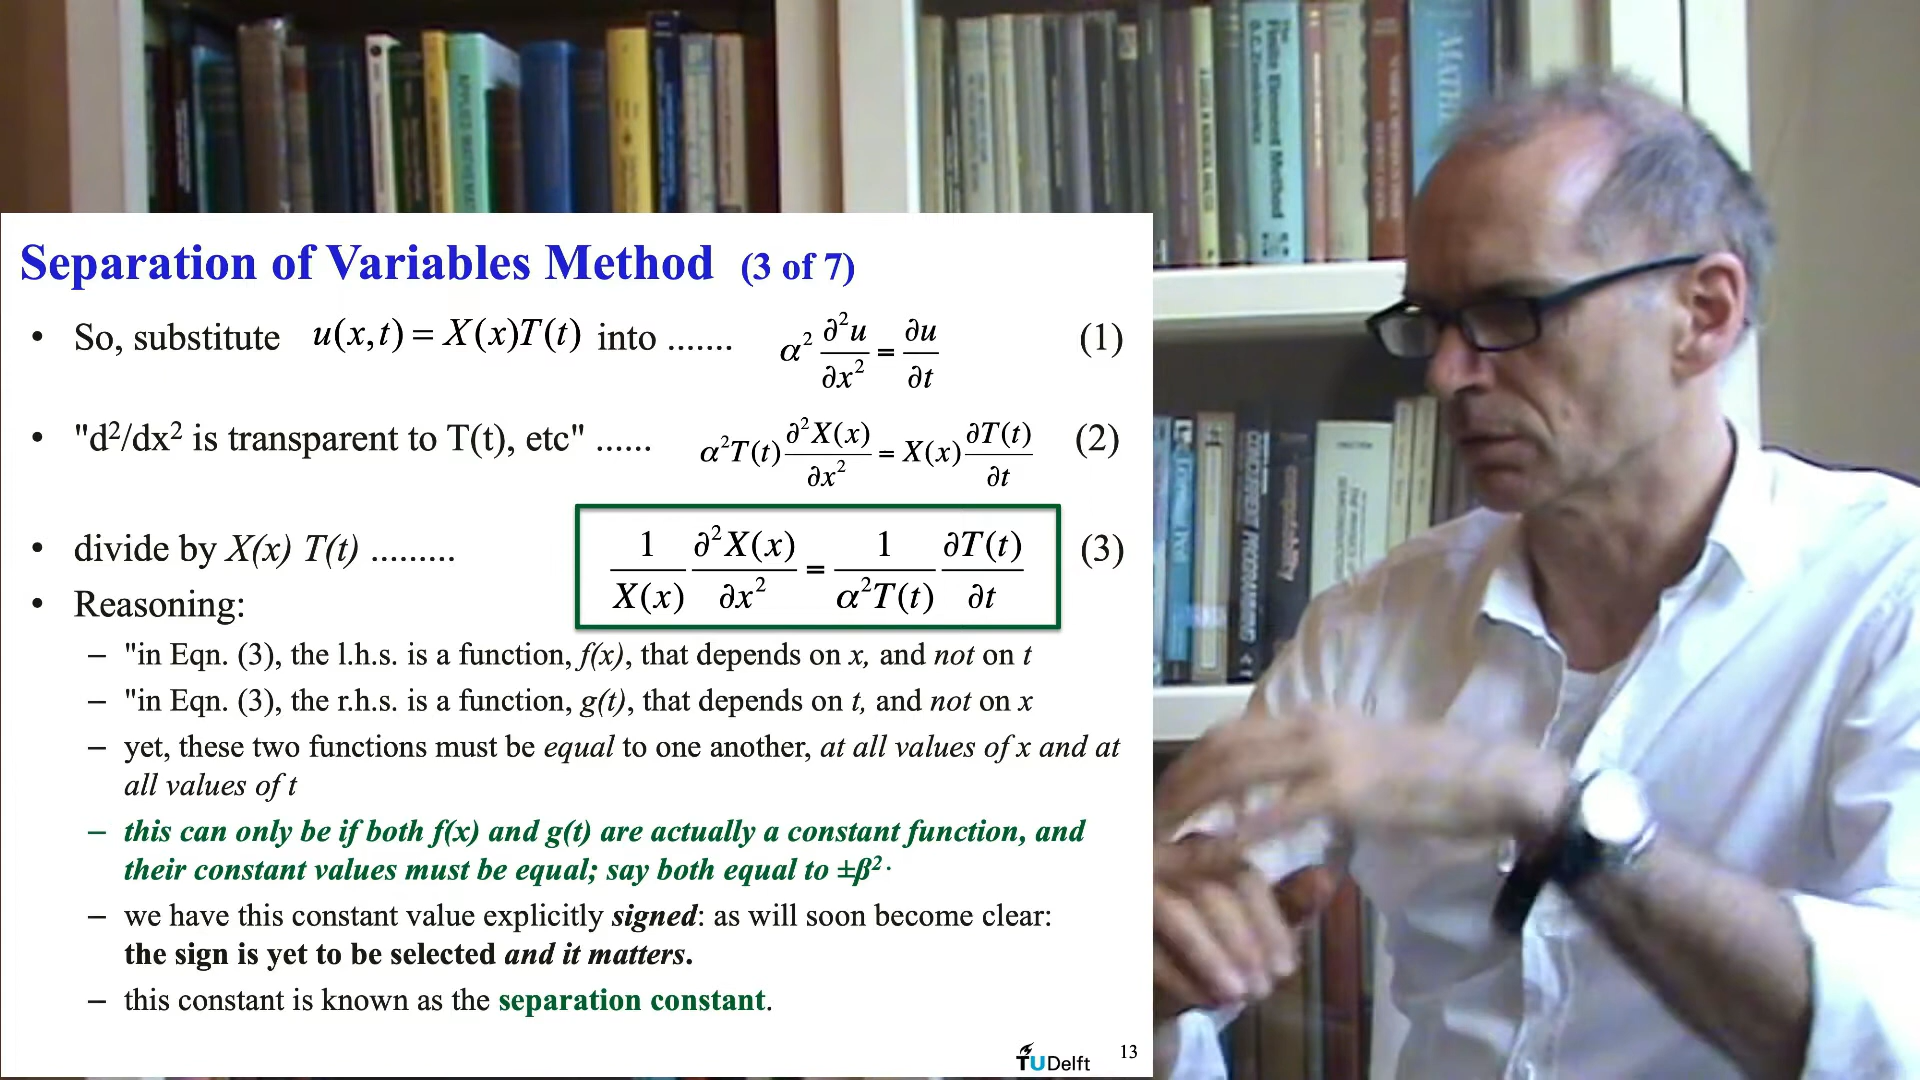 The Finite Element Method
O.C. Zienkiewicz
MATH
Separation of Variables Method (3 of 7)
• So, substitute u(x,t) = X(x)T(t) into ....... α² ∂²u/∂x² = ∂u/∂t (1)
• "d²/dx² is transparent to T(t), etc" ...... α²T(t) ∂²X(x)/∂x² = X(x) ∂T(t)/∂t (2)
• divide by X(x) T(t) ......... 1/X(x) ∂²X(x)/∂x² = 1/α²T(t) ∂T(t)/∂t (3)
• Reasoning:
– "in Eqn. (3), the l.h.s. is a function, f(x), that depends on x, and not on t
– "in Eqn. (3), the r.h.s. is a function, g(t), that depends on t, and not on x
– yet, these two functions must be equal to one another, at all values of x and at
all values of t
– this can only be if both f(x) and g(t) are actually a constant function, and
their constant values must be equal; say both equal to ±β².
– we have this constant value explicitly signed: as will soon become clear:
the sign is yet to be selected and it matters.
– this constant is known as the separation constant.
TUDelft 13